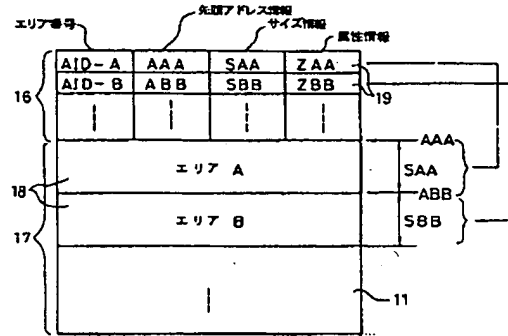 エリア番号 先頭アドレス情報 サイズ情報 属性情報
AID-A AAA SAA ZAA
AID-B ABB SBB ZBB
16
19
AAA
エリア A
SAA
18
ABB
エリア B
SBB
17
11